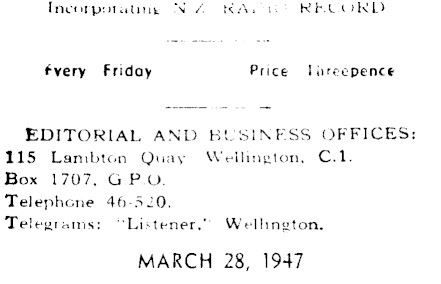 Incorporating N.Z. RADIO RECORD
Every Friday Price Threepence
EDITORIAL AND BUSINESS OFFICES:
115 Lambton Quay, Wellington, C.1.
Box 1707, G.P.O.
Telephone 46-520.
Telegrams: "Listener," Wellington.
MARCH 28, 1947